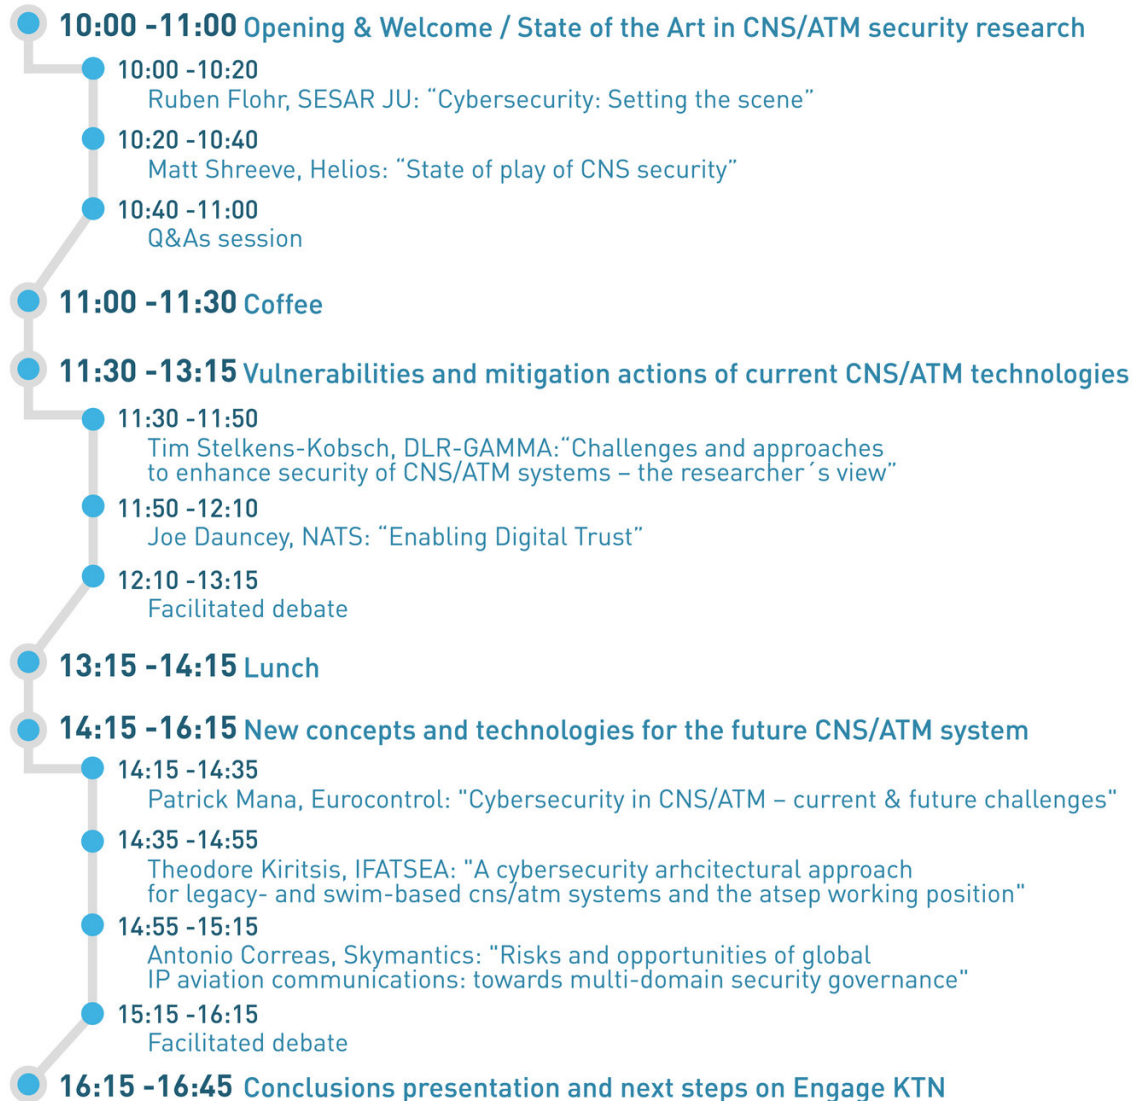 10:00 -11:00 Opening & Welcome / State of the Art in CNS/ATM security research
10:00 -10:20
Ruben Flohr, SESAR JU: “Cybersecurity: Setting the scene”
10:20 -10:40
Matt Shreeve, Helios: “State of play of CNS security”
10:40 -11:00
Q&As session
11:00 -11:30 Coffee
11:30 -13:15 Vulnerabilities and mitigation actions of current CNS/ATM technologies
11:30 -11:50
Tim Stelkens-Kobsch, DLR-GAMMA:“Challenges and approaches
to enhance security of CNS/ATM systems – the researcher´s view”
11:50 -12:10
Joe Dauncey, NATS: “Enabling Digital Trust”
12:10 -13:15
Facilitated debate
13:15 -14:15 Lunch
14:15 -16:15 New concepts and technologies for the future CNS/ATM system
14:15 -14:35
Patrick Mana, Eurocontrol: "Cybersecurity in CNS/ATM – current & future challenges"
14:35 -14:55
Theodore Kiritsis, IFATSEA: "A cybersecurity arhcitectural approach
for legacy- and swim-based cns/atm systems and the atsep working position"
14:55 -15:15
Antonio Correas, Skymantics: "Risks and opportunities of global
IP aviation communications: towards multi-domain security governance"
15:15 -16:15
Facilitated debate
16:15 -16:45 Conclusions presentation and next steps on Engage KTN